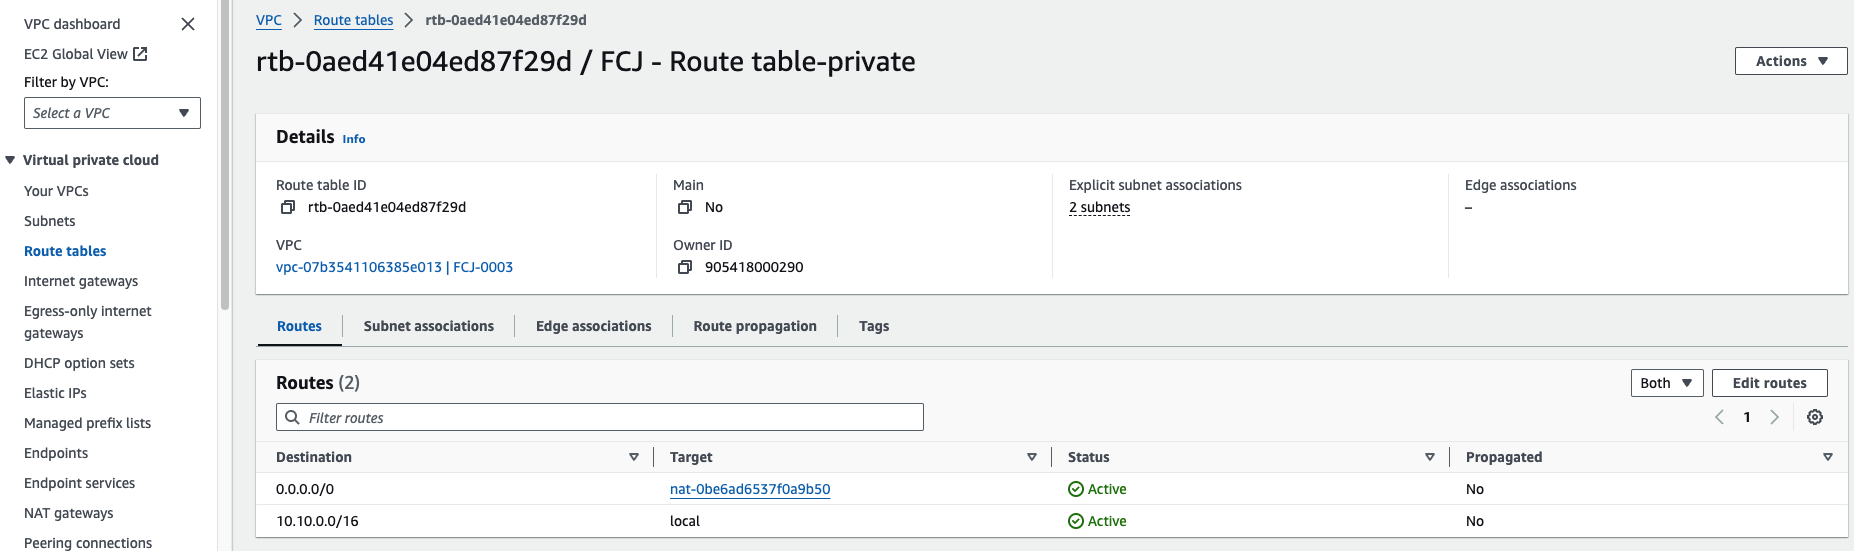 VPC dashboard
EC2 Global View
Filter by VPC:
Select a VPC
Virtual private cloud
Your VPCs
Subnets
Route tables
Internet gateways
Egress-only internet
gateways
DHCP option sets
Elastic IPs
Managed prefix lists
Endpoints
Endpoint services
NAT gateways
Peering connections
VPC > Route tables > rtb-0aed41e04ed87f29d
rtb-0aed41e04ed87f29d / FCJ - Route table-private
Actions
Details Info
Route table ID
rtb-0aed41e04ed87f29d
Main
No
Explicit subnet associations
2 subnets
Edge associations
–
VPC
vpc-07b3541106385e013 | FCJ-0003
Owner ID
905418000290
Routes Subnet associations Edge associations Route propagation Tags
Routes (2)
Both Edit routes
Filter routes
1
Destination Target Status Propagated
0.0.0.0/0 nat-0be6ad6537f0a9b50 Active No
10.10.0.0/16 local Active No